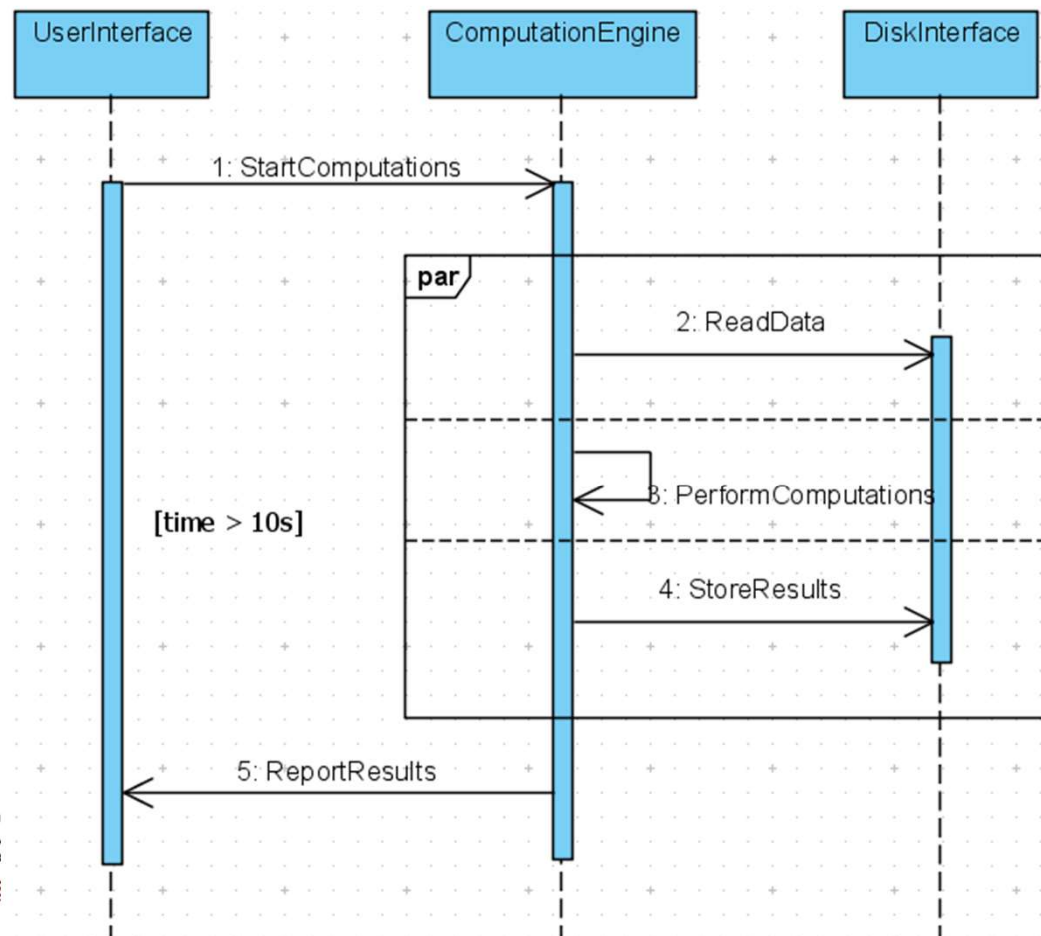 UserInterface
ComputationEngine
DiskInterface
1: StartComputations
par
2: ReadData
3: PerformComputations
[time > 10s]
4: StoreResults
5: ReportResults